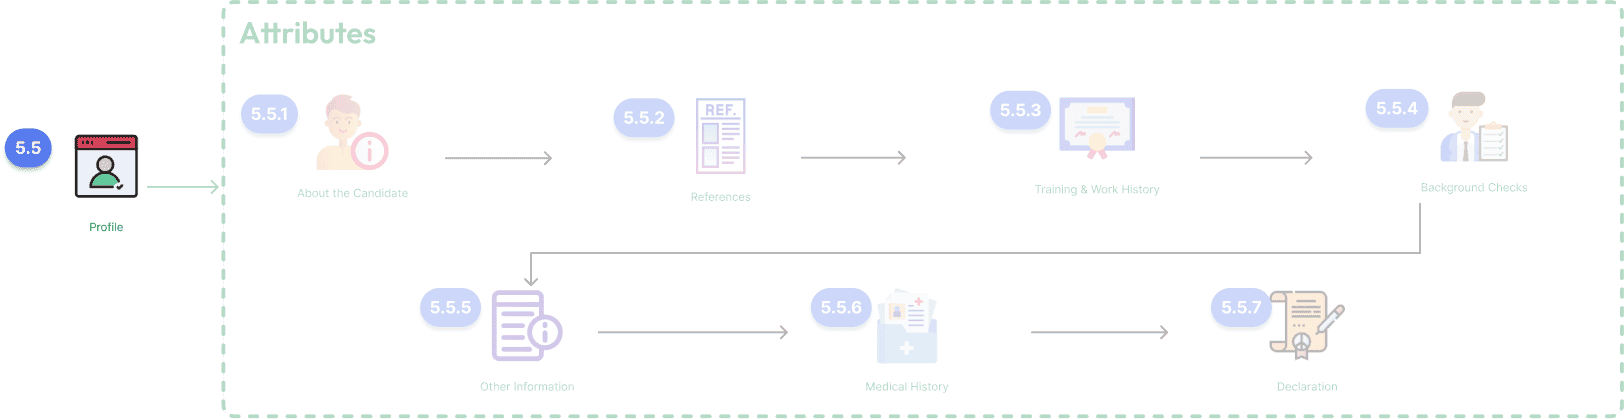 Attributes
5.5
Profile
5.5.1
About the Candidate
5.5.2
REF.
References
5.5.3
Training & Work History
5.5.4
Background Checks
5.5.5
Other Information
5.5.6
Medical History
5.5.7
Declaration